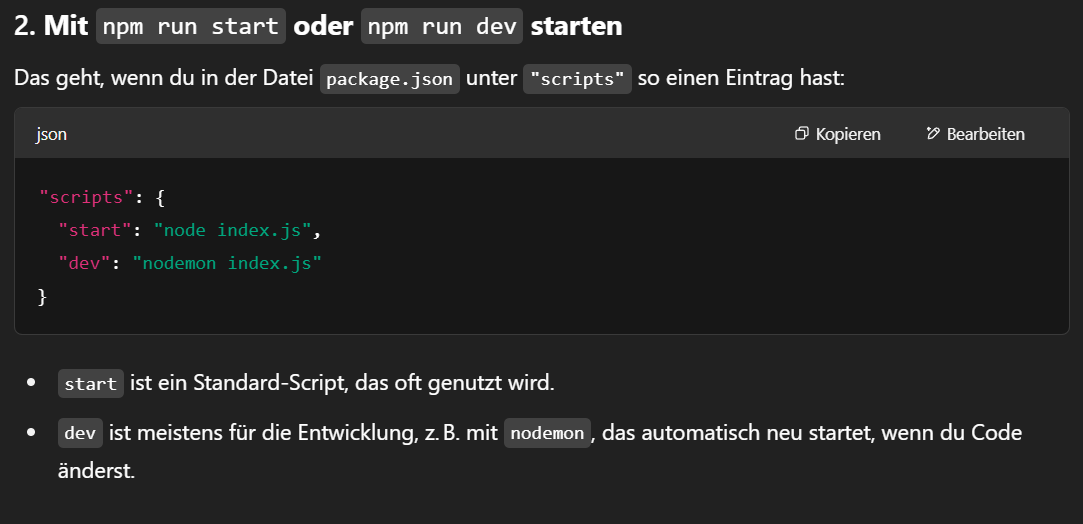 2. Mit npm run start oder npm run dev starten
Das geht, wenn du in der Datei package.json unter "scripts" so einen Eintrag hast:
json Kopieren Bearbeiten
"scripts": {
  "start": "node index.js",
  "dev": "nodemon index.js"
}
• start ist ein Standard-Script, das oft genutzt wird.
• dev ist meistens für die Entwicklung, z. B. mit nodemon, das automatisch neu startet, wenn du Code
änderst.